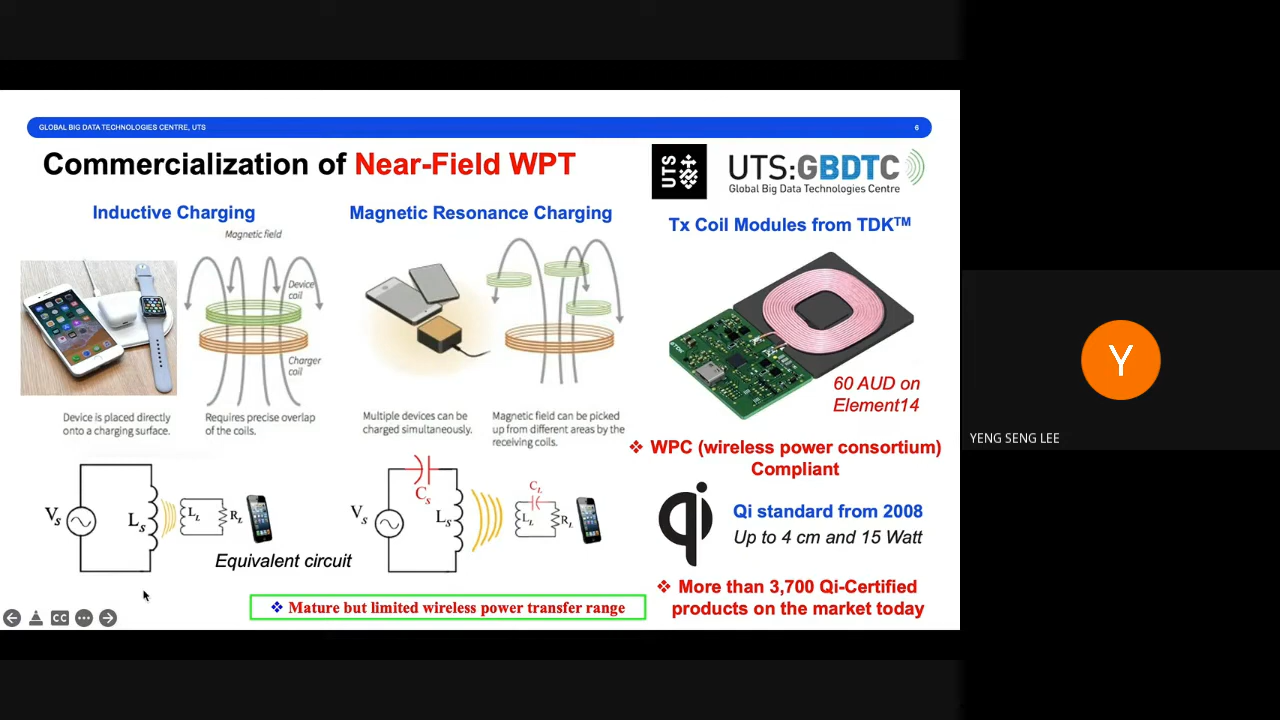 GLOBAL BIG DATA TECHNOLOGIES CENTRE, UTS
6
Commercialization of Near-Field WPT
UTS
UTS:GBDTC
Global Big Data Technologies Centre
Inductive Charging
Magnetic field
Device
coil
Charger
coil
Device is placed directly
onto a charging surface.
Requires precise overlap
of the coils.
Magnetic Resonance Charging
Multiple devices can be
charged simultaneously.
Magnetic field can be picked
up from different areas by the
receiving coils.
Tx Coil Modules from TDK™
60 AUD on
Element14
❖ WPC (wireless power consortium)
Compliant
qi
Qi standard from 2008
Up to 4 cm and 15 Watt
❖ More than 3,700 Qi-Certified
products on the market today
Vs
Ls
LL
RL
Equivalent circuit
Vs
Cs
Ls
CL
LL
RL
❖ Mature but limited wireless power transfer range
CC
Y
YENG SENG LEE